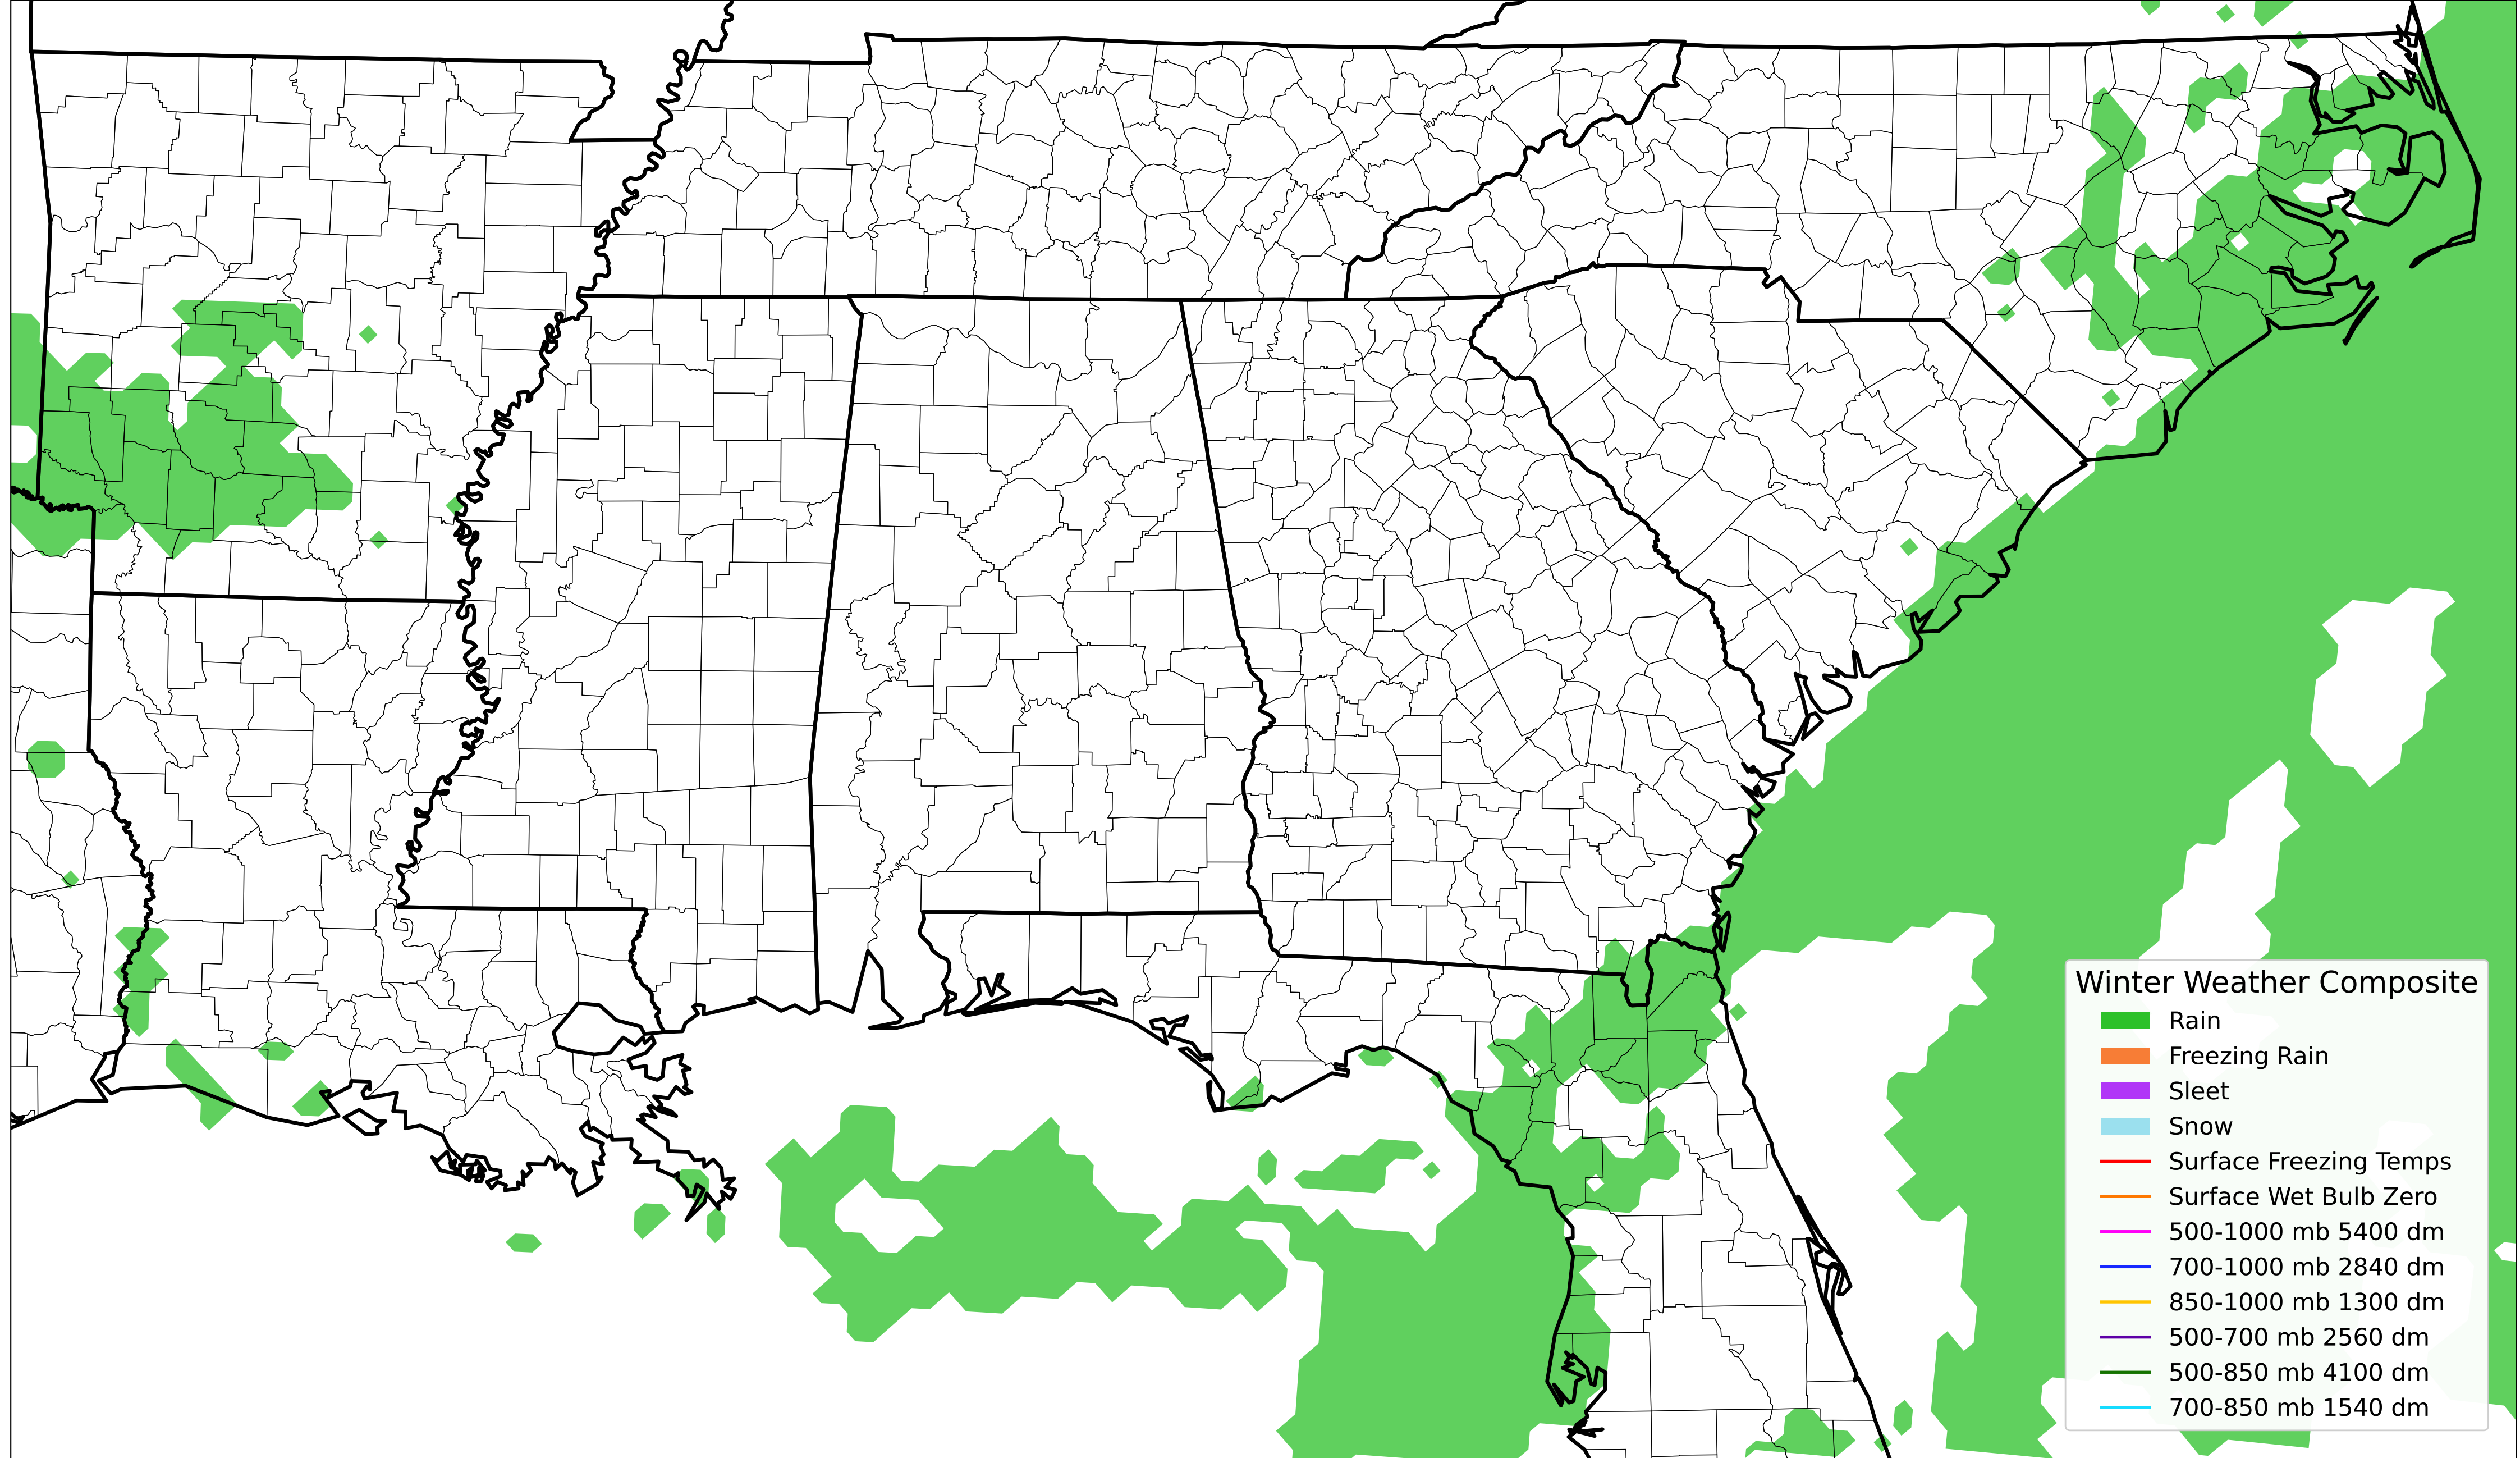 Winter Weather Composite
Rain
Freezing Rain
Sleet
Snow
Surface Freezing Temps
Surface Wet Bulb Zero
500-1000 mb 5400 dm
700-1000 mb 2840 dm
850-1000 mb 1300 dm
500-700 mb 2560 dm
500-850 mb 4100 dm
700-850 mb 1540 dm